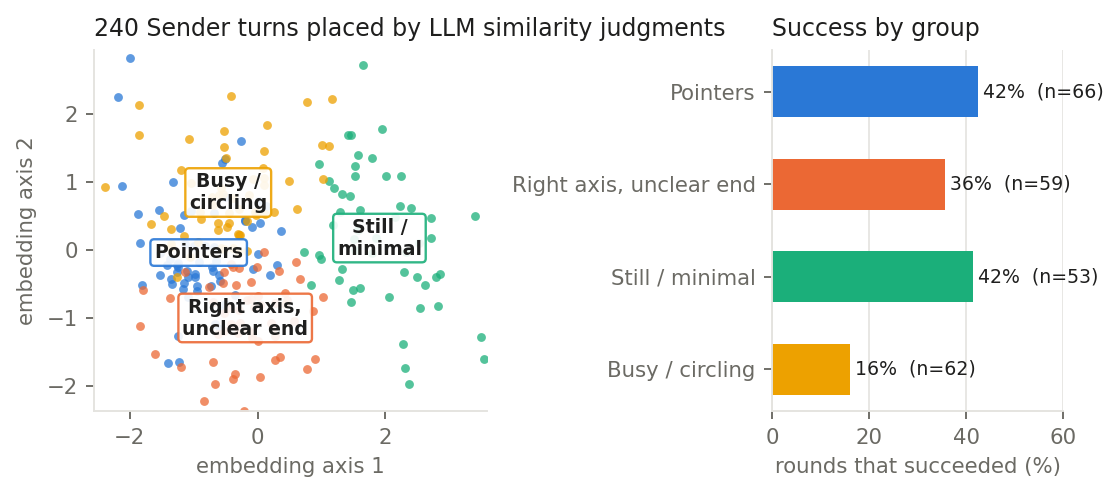 240 Sender turns placed by LLM similarity judgments
embedding axis 2
2
1
0
−1
−2
Busy /
circling
Pointers
Still /
minimal
Right axis,
unclear end
−2
0
2
embedding axis 1
Success by group
Pointers
42%  (n=66)
Right axis, unclear end
36%  (n=59)
Still / minimal
42%  (n=53)
Busy / circling
16%  (n=62)
0
20
40
60
rounds that succeeded (%)